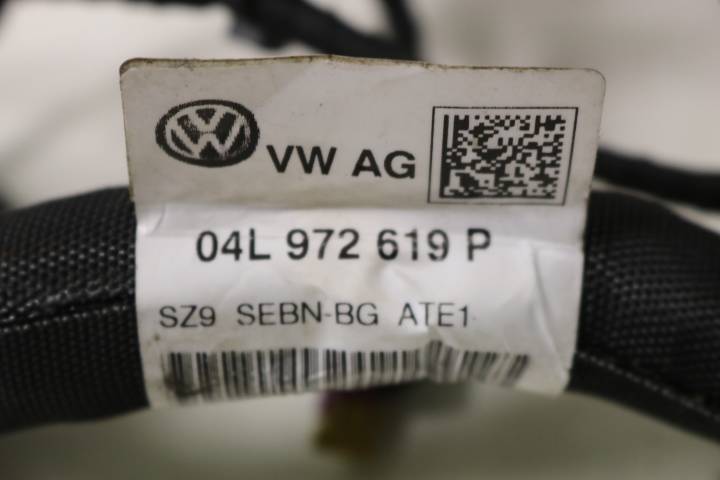 VW AG
04L 972 619 P
SZ9 SEBN-BG ATE1